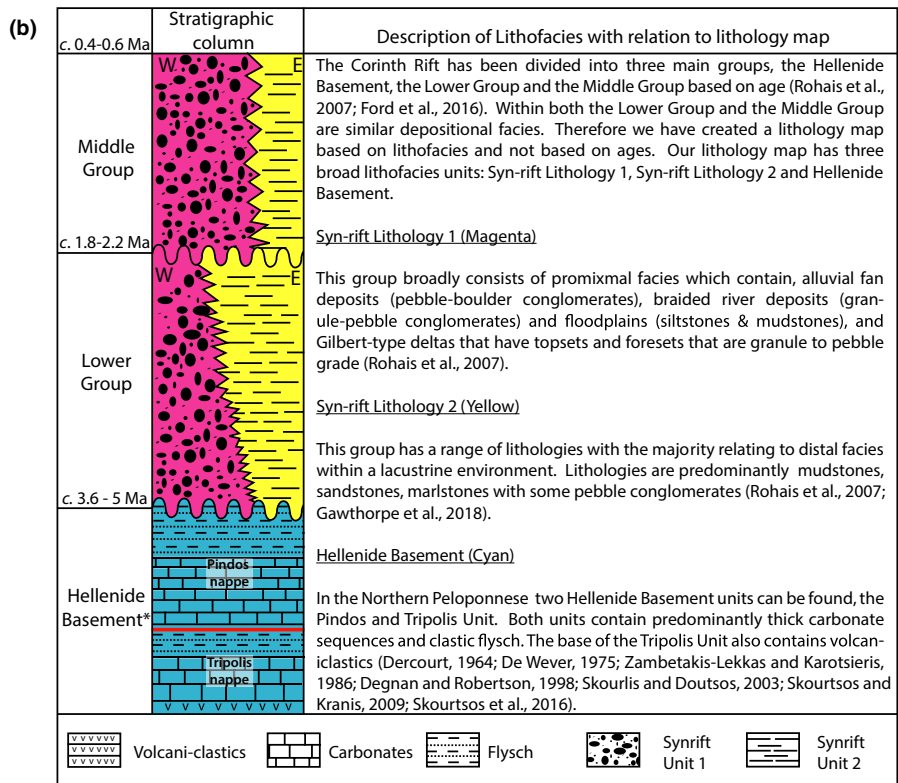 (b)
c. 0.4-0.6 Ma
Stratigraphic
column
Description of Lithofacies with relation to lithology map
W
E
Middle
Group
The Corinth Rift has been divided into three main groups, the Hellenide
Basement, the Lower Group and the Middle Group based on age (Rohais et al.,
2007; Ford et al., 2016). Within both the Lower Group and the Middle Group
are similar depositional facies. Therefore we have created a lithology map
based on lithofacies and not based on ages. Our lithology map has three
broad lithofacies units: Syn-rift Lithology 1, Syn-rift Lithology 2 and Hellenide
Basement.
c. 1.8-2.2 Ma
Syn-rift Lithology 1 (Magenta)
W
E
Lower
Group
This group broadly consists of promixmal facies which contain, alluvial fan
deposits (pebble-boulder conglomerates), braided river deposits (gran-
ule-pebble conglomerates) and floodplains (siltstones & mudstones), and
Gilbert-type deltas that have topsets and foresets that are granule to pebble
grade (Rohais et al., 2007).
Syn-rift Lithology 2 (Yellow)
This group has a range of lithologies with the majority relating to distal facies
within a lacustrine environment. Lithologies are predominantly mudstones,
sandstones, marlstones with some pebble conglomerates (Rohais et al., 2007;
Gawthorpe et al., 2018).
c. 3.6 - 5 Ma
Hellenide Basement (Cyan)
Pindos
nappe
Hellenide
Basement*
Tripolis
nappe
In the Northern Peloponnese two Hellenide Basement units can be found, the
Pindos and Tripolis Unit. Both units contain predominantly thick carbonate
sequences and clastic flysch. The base of the Tripolis Unit also contains volcan-
iclastics (Dercourt, 1964; De Wever, 1975; Zambetakis-Lekkas and Karotsieris,
1986; Degnan and Robertson, 1998; Skourlis and Doutsos, 2003; Skourtsos and
Kranis, 2009; Skourtsos et al., 2016).
Volcani-clastics
Carbonates
Flysch
Synrift
Unit 1
Synrift
Unit 2